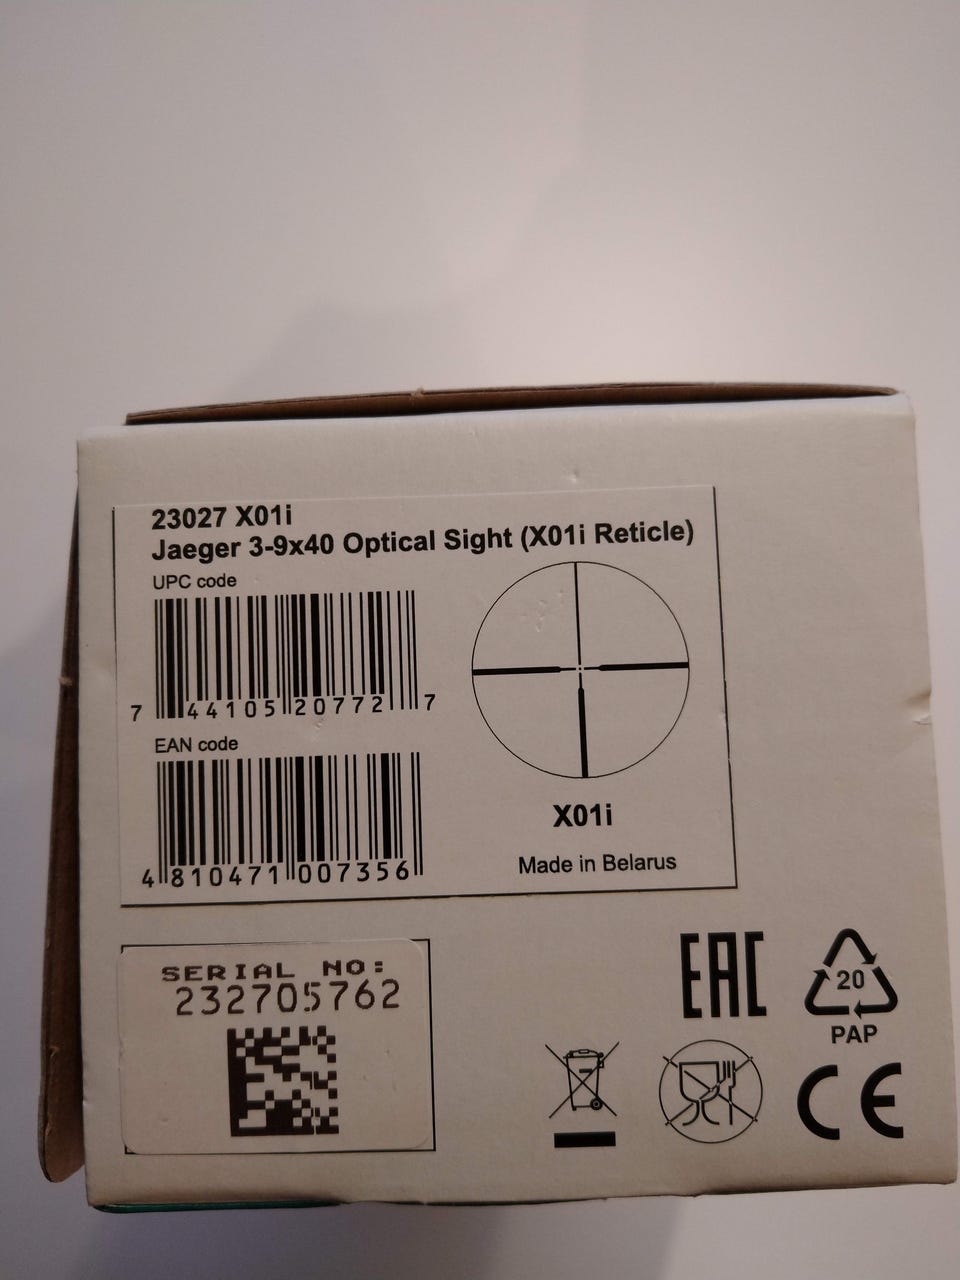 23027 X01i
Jaeger 3-9x40 Optical Sight (X01i Reticle)
UPC code
7 44105 20772 7
EAN code
4 810471 007356
X01i
Made in Belarus
SERIAL NO:
232705762
EAC
20
PAP
CE